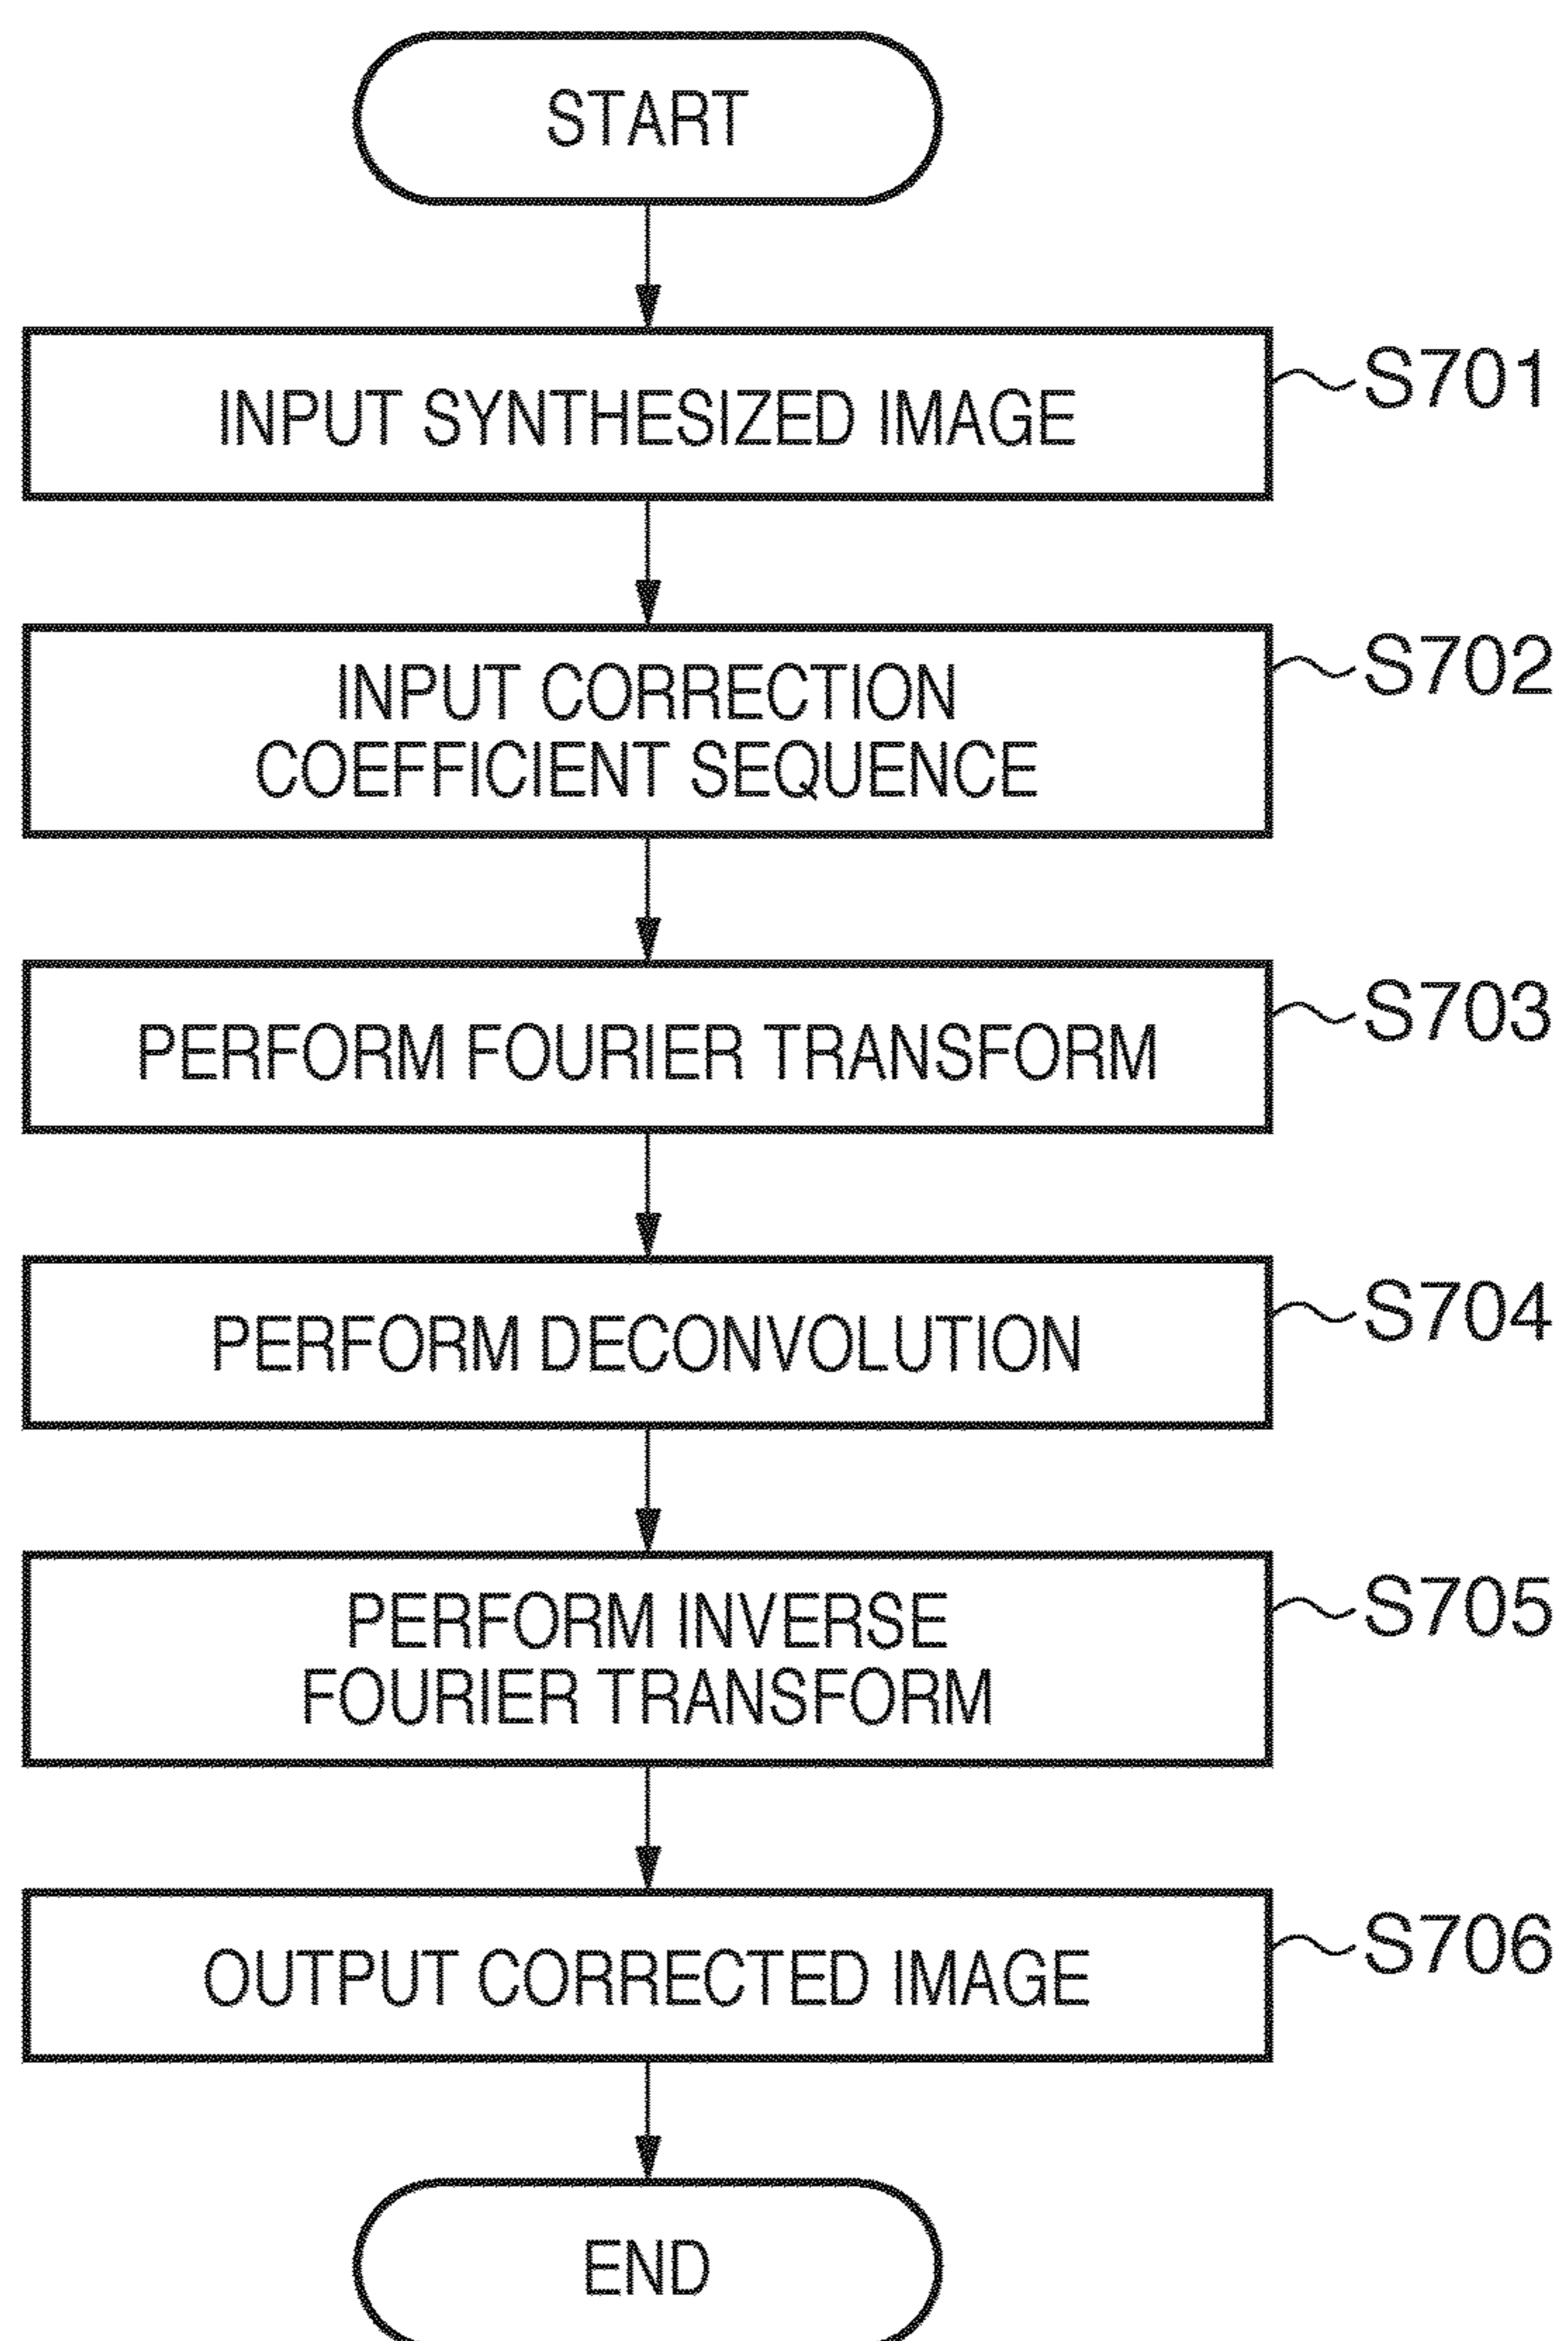 START
INPUT SYNTHESIZED IMAGE
S701
INPUT CORRECTION
COEFFICIENT SEQUENCE
S702
PERFORM FOURIER TRANSFORM
S703
PERFORM DECONVOLUTION
S704
PERFORM INVERSE
FOURIER TRANSFORM
S705
OUTPUT CORRECTED IMAGE
S706
END